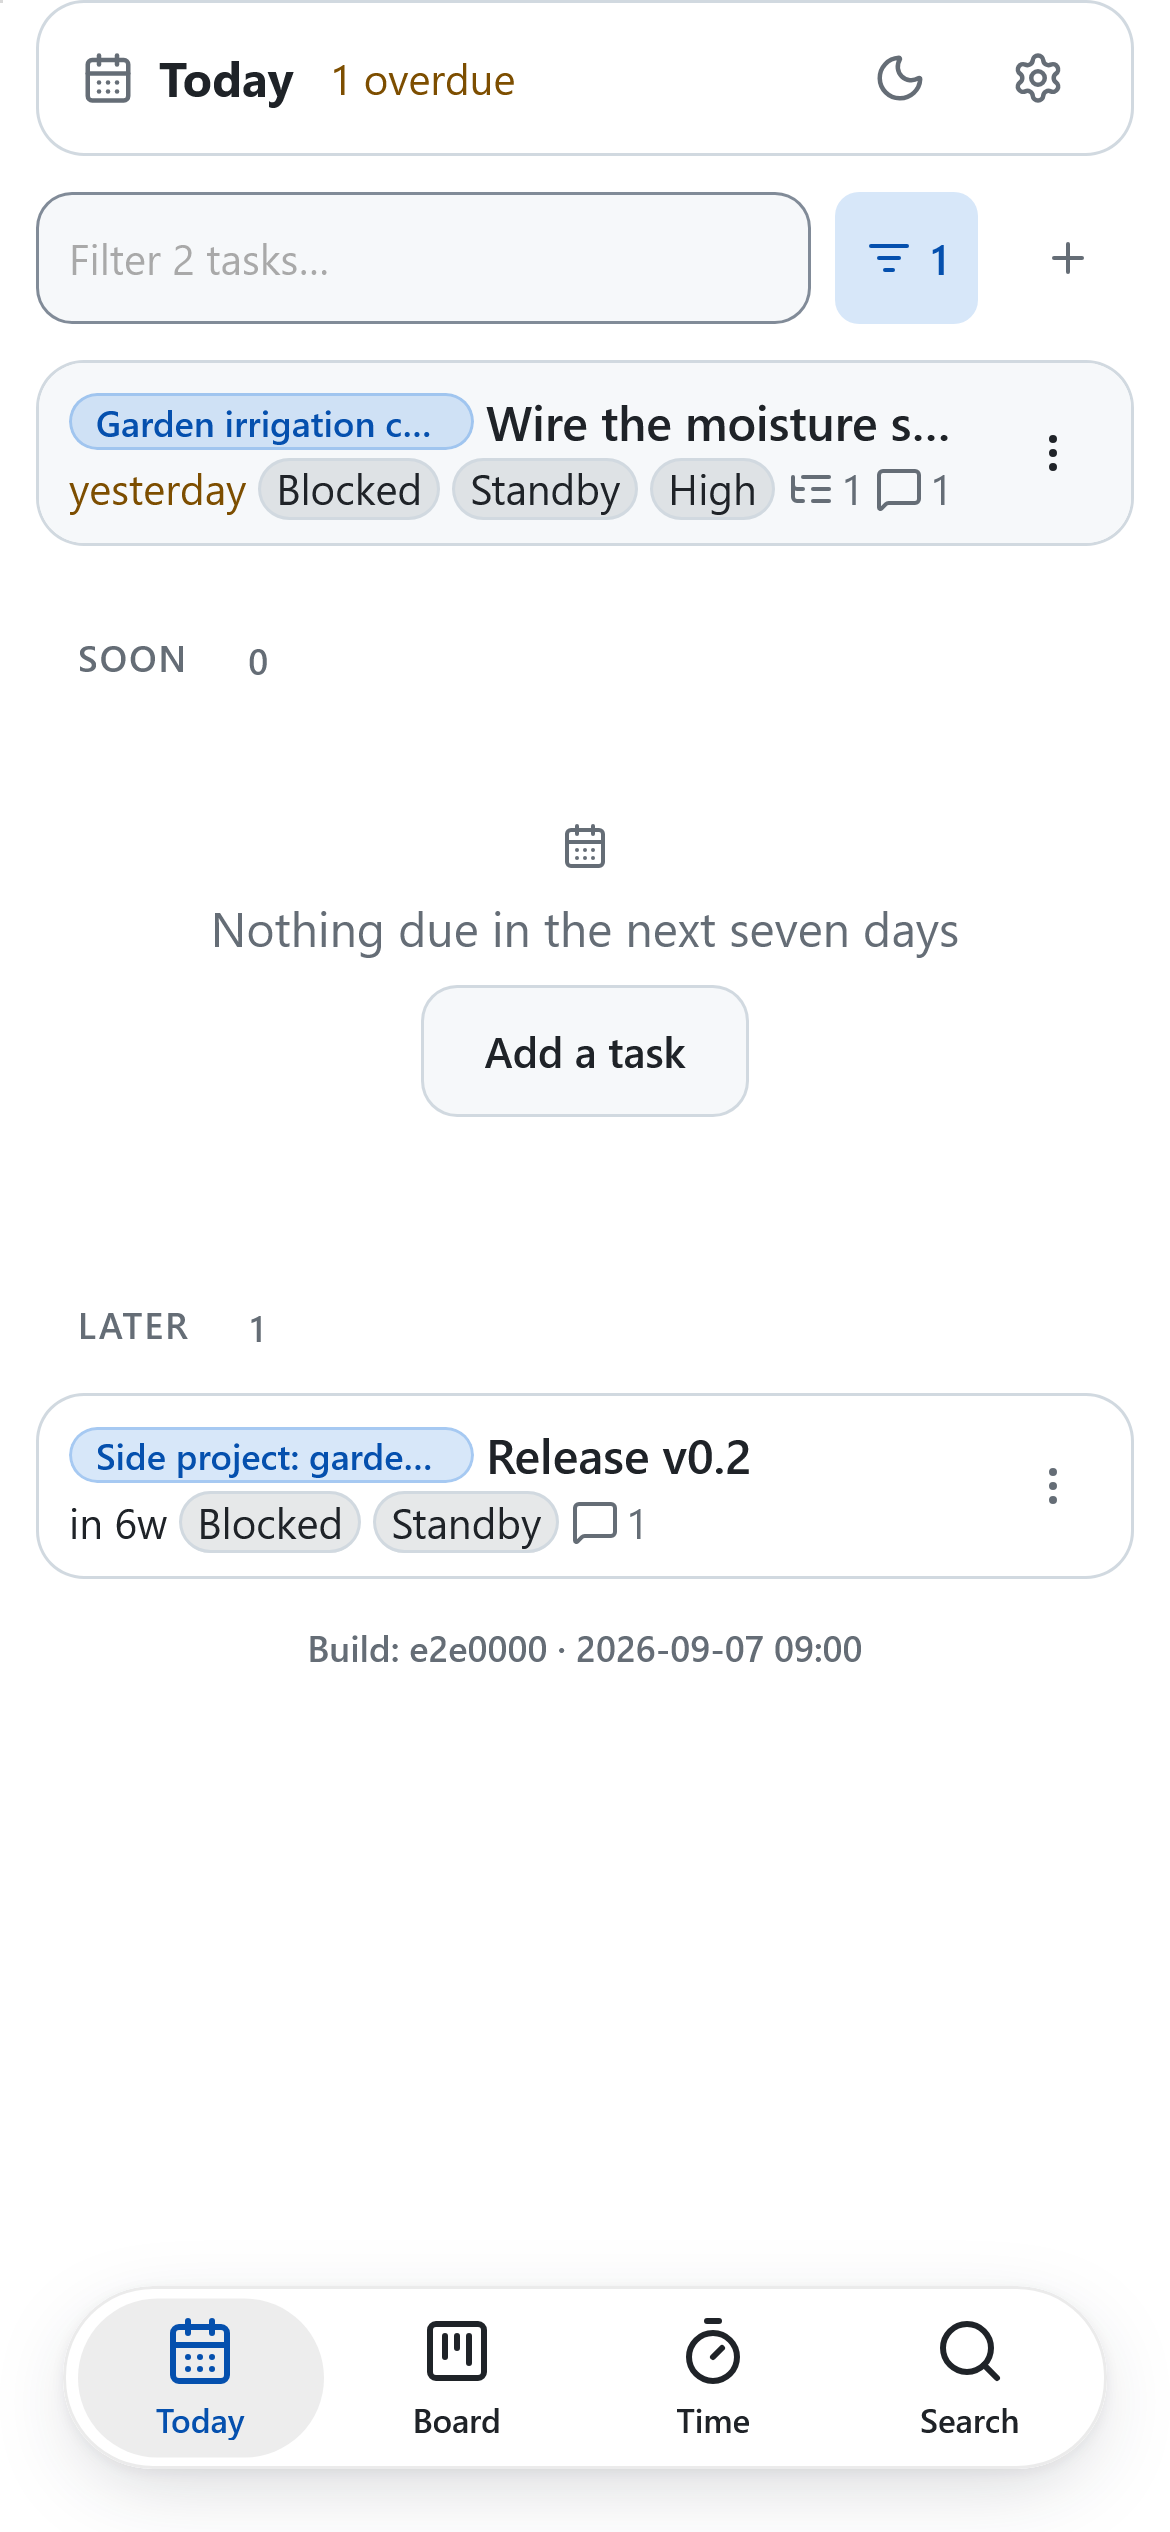 Today 1 overdue
Filter 2 tasks...
1
Garden irrigation c... Wire the moisture s...
yesterday Blocked Standby High 1 1
SOON 0
Nothing due in the next seven days
Add a task
LATER 1
Side project: garde... Release v0.2
in 6w Blocked Standby 1
Build: e2e0000 · 2026-09-07 09:00
Today Board Time Search